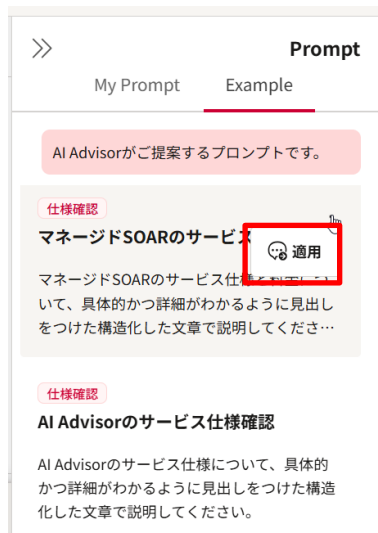 Prompt
My Prompt Example
AI Advisorがご提案するプロンプトです。
仕様確認
マネージドSOARのサービス
適用
マネージドSOARのサービス仕様
いて、具体的かつ詳細がわかるように見出し
をつけた構造化した文章で説明してくださ…
仕様確認
AI Advisorのサービス仕様確認
AI Advisorのサービス仕様について、具体的
かつ詳細がわかるように見出しをつけた構造
化した文章で説明してください。